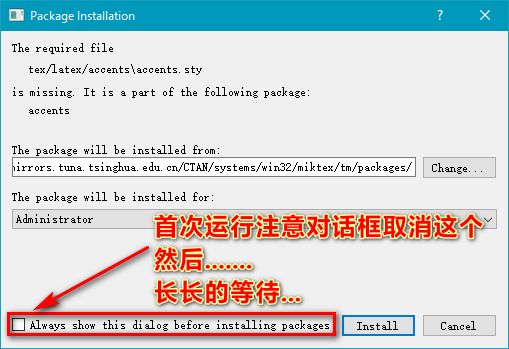 Package Installation
The required file
tex/latex/accents\accents.sty
is missing. It is a part of the following package:
accents
The package will be installed from:
mirrors.tuna.tsinghua.edu.cn/CTAN/systems/win32/miktex/tm/packages/
Change...
The package will be installed for:
Administrator
首次运行注意对话框取消这个
然后.......
长长的等待...
Always show this dialog before installing packages
Install
Cancel